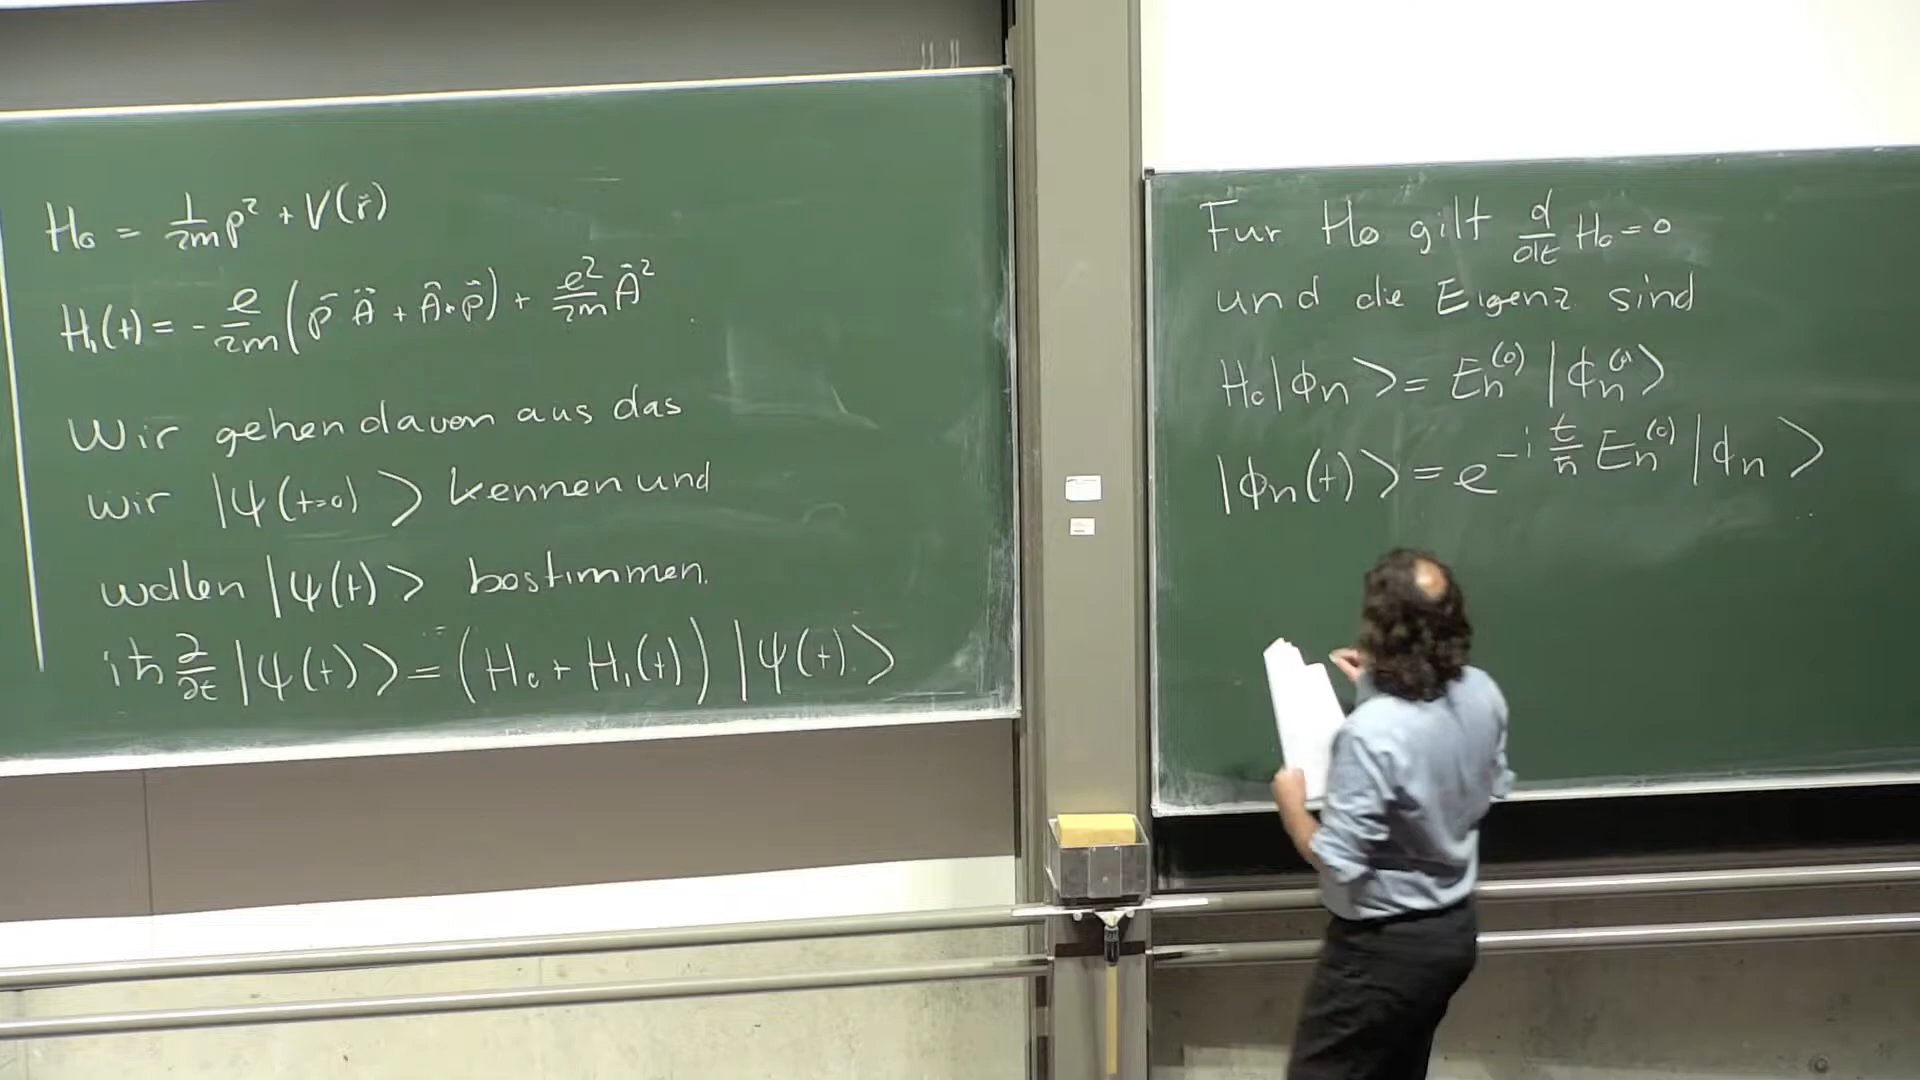 H₀ = 1/2m p² + V(r⃗)
H₁(t) = - e/2m (p⃗ A⃗ + A⃗·p⃗) + e²/2m A⃗²
Wir gehen davon aus das
wir |ψ(t=0)> kennen und
wollen |ψ(t)> bestimmen.
iħ ∂/∂t |ψ(t)> = (H₀ + H₁(t)) |ψ(t)>
Fur H₀ gilt d/dt H₀ = 0
und die Eigenz sind
H₀|ϕn> = En⁽⁰⁾ |ϕn⁽⁰⁾>
|ϕn(t)> = e^(-i t/ħ En⁽⁰⁾) |ϕn>